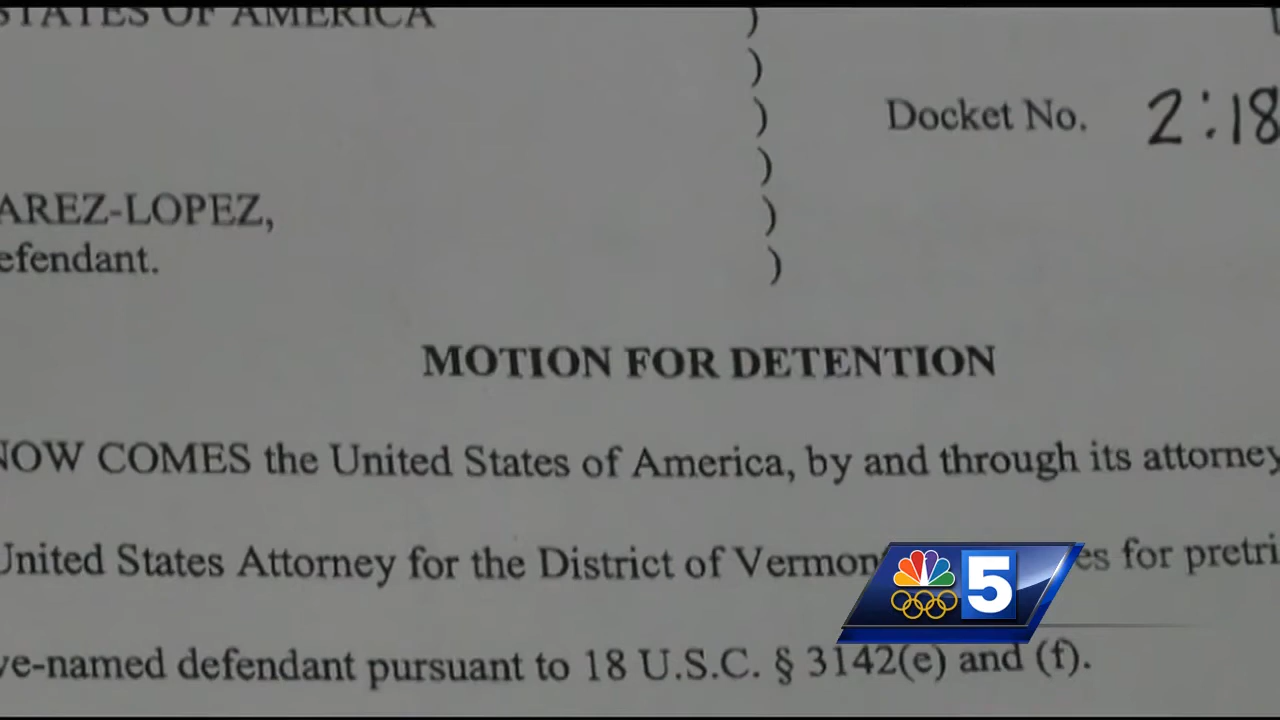 STATES OF AMERICA )
)
) Docket No. 2:18
)
AREZ-LOPEZ, )
efendant. )
MOTION FOR DETENTION
NOW COMES the United States of America, by and through its attorney
United States Attorney for the District of Vermont es for pretri
ve-named defendant pursuant to 18 U.S.C. § 3142(e) and (f).
5